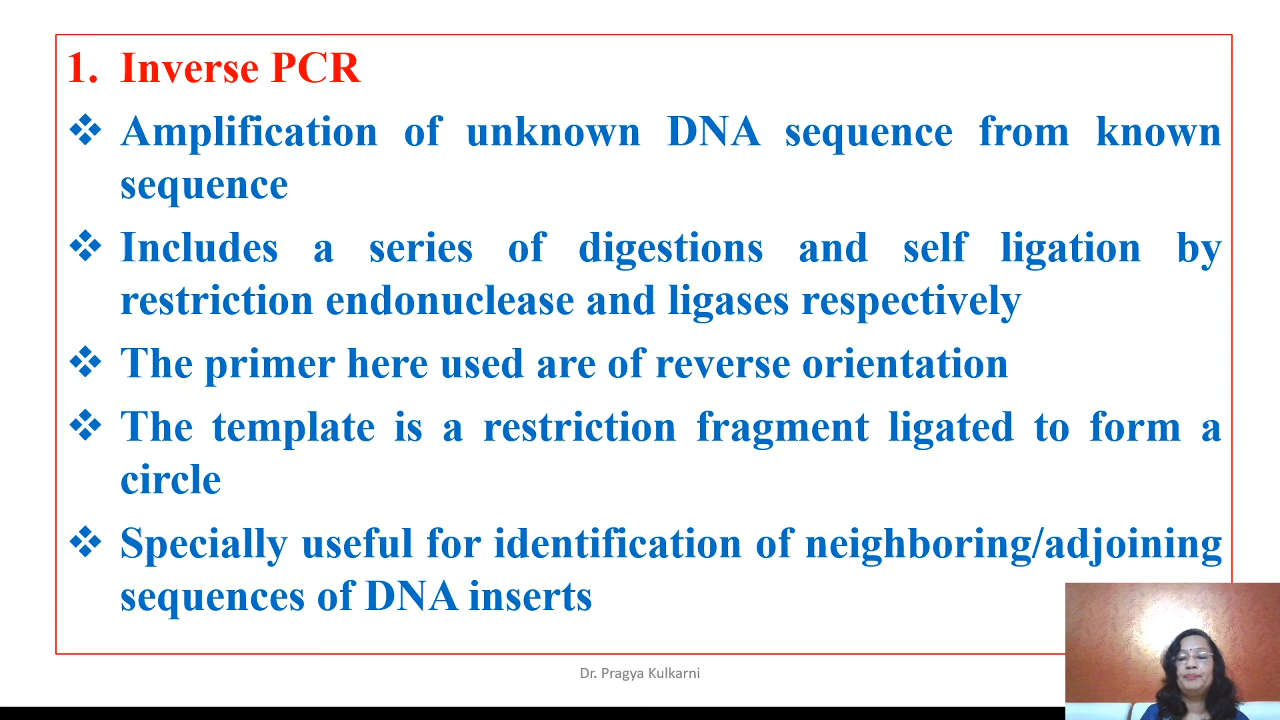 1. Inverse PCR
❖ Amplification of unknown DNA sequence from known
sequence
❖ Includes a series of digestions and self ligation by
restriction endonuclease and ligases respectively
❖ The primer here used are of reverse orientation
❖ The template is a restriction fragment ligated to form a
circle
❖ Specially useful for identification of neighboring/adjoining
sequences of DNA inserts
Dr. Pragya Kulkarni